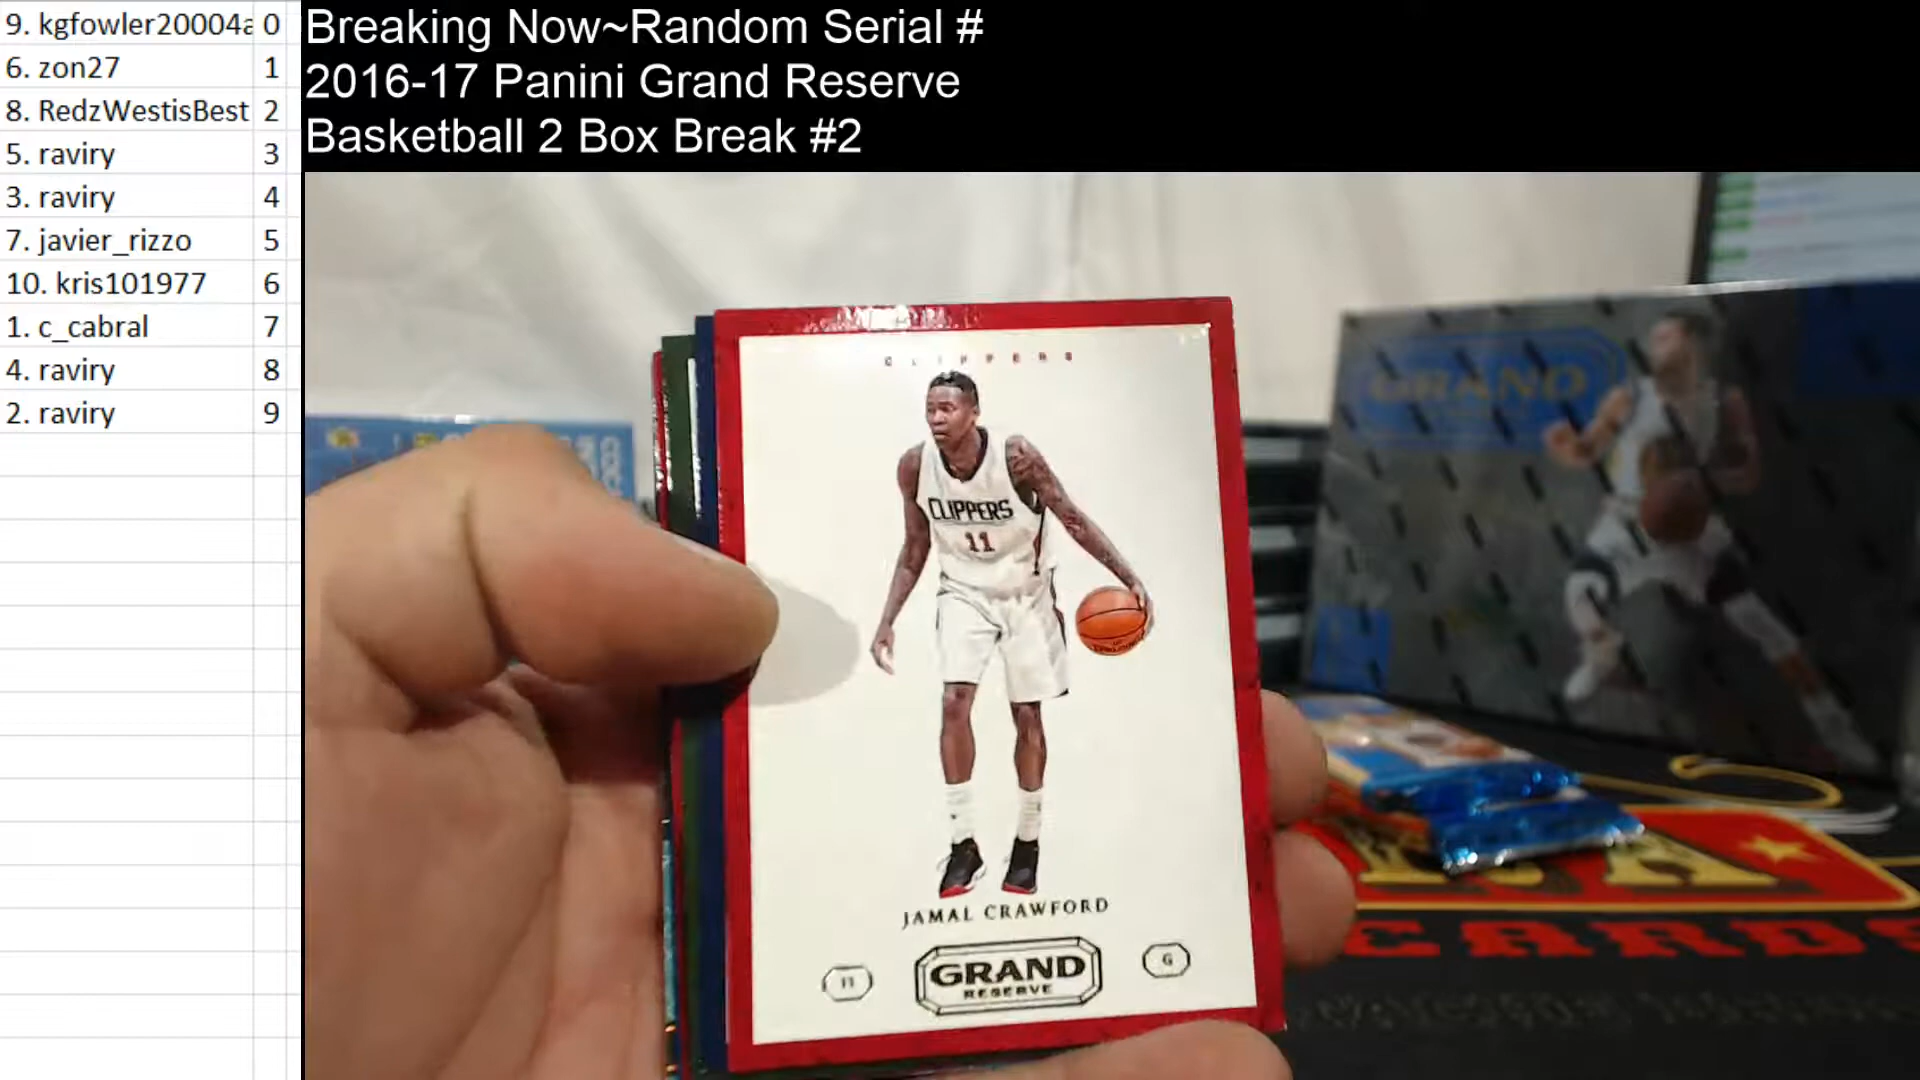 9. kgfowler20004a 0
6. zon27 1
8. RedzWestisBest 2
5. raviry 3
3. raviry 4
7. javier_rizzo 5
10. kris101977 6
1. c_cabral 7
4. raviry 8
2. raviry 9
Breaking Now~Random Serial #
2016-17 Panini Grand Reserve
Basketball 2 Box Break #2
CLIPPERS
CLIPPERS
11
JAMAL CRAWFORD
11
GRAND
RESERVE
G
GRAND
CARDS